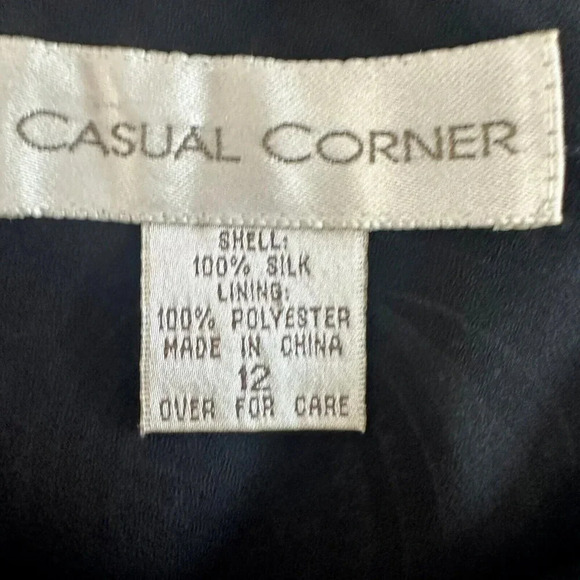 CASUAL CORNER
SHELL:
100% SILK
LINING:
100% POLYESTER
MADE IN CHINA
12
OVER FOR CARE